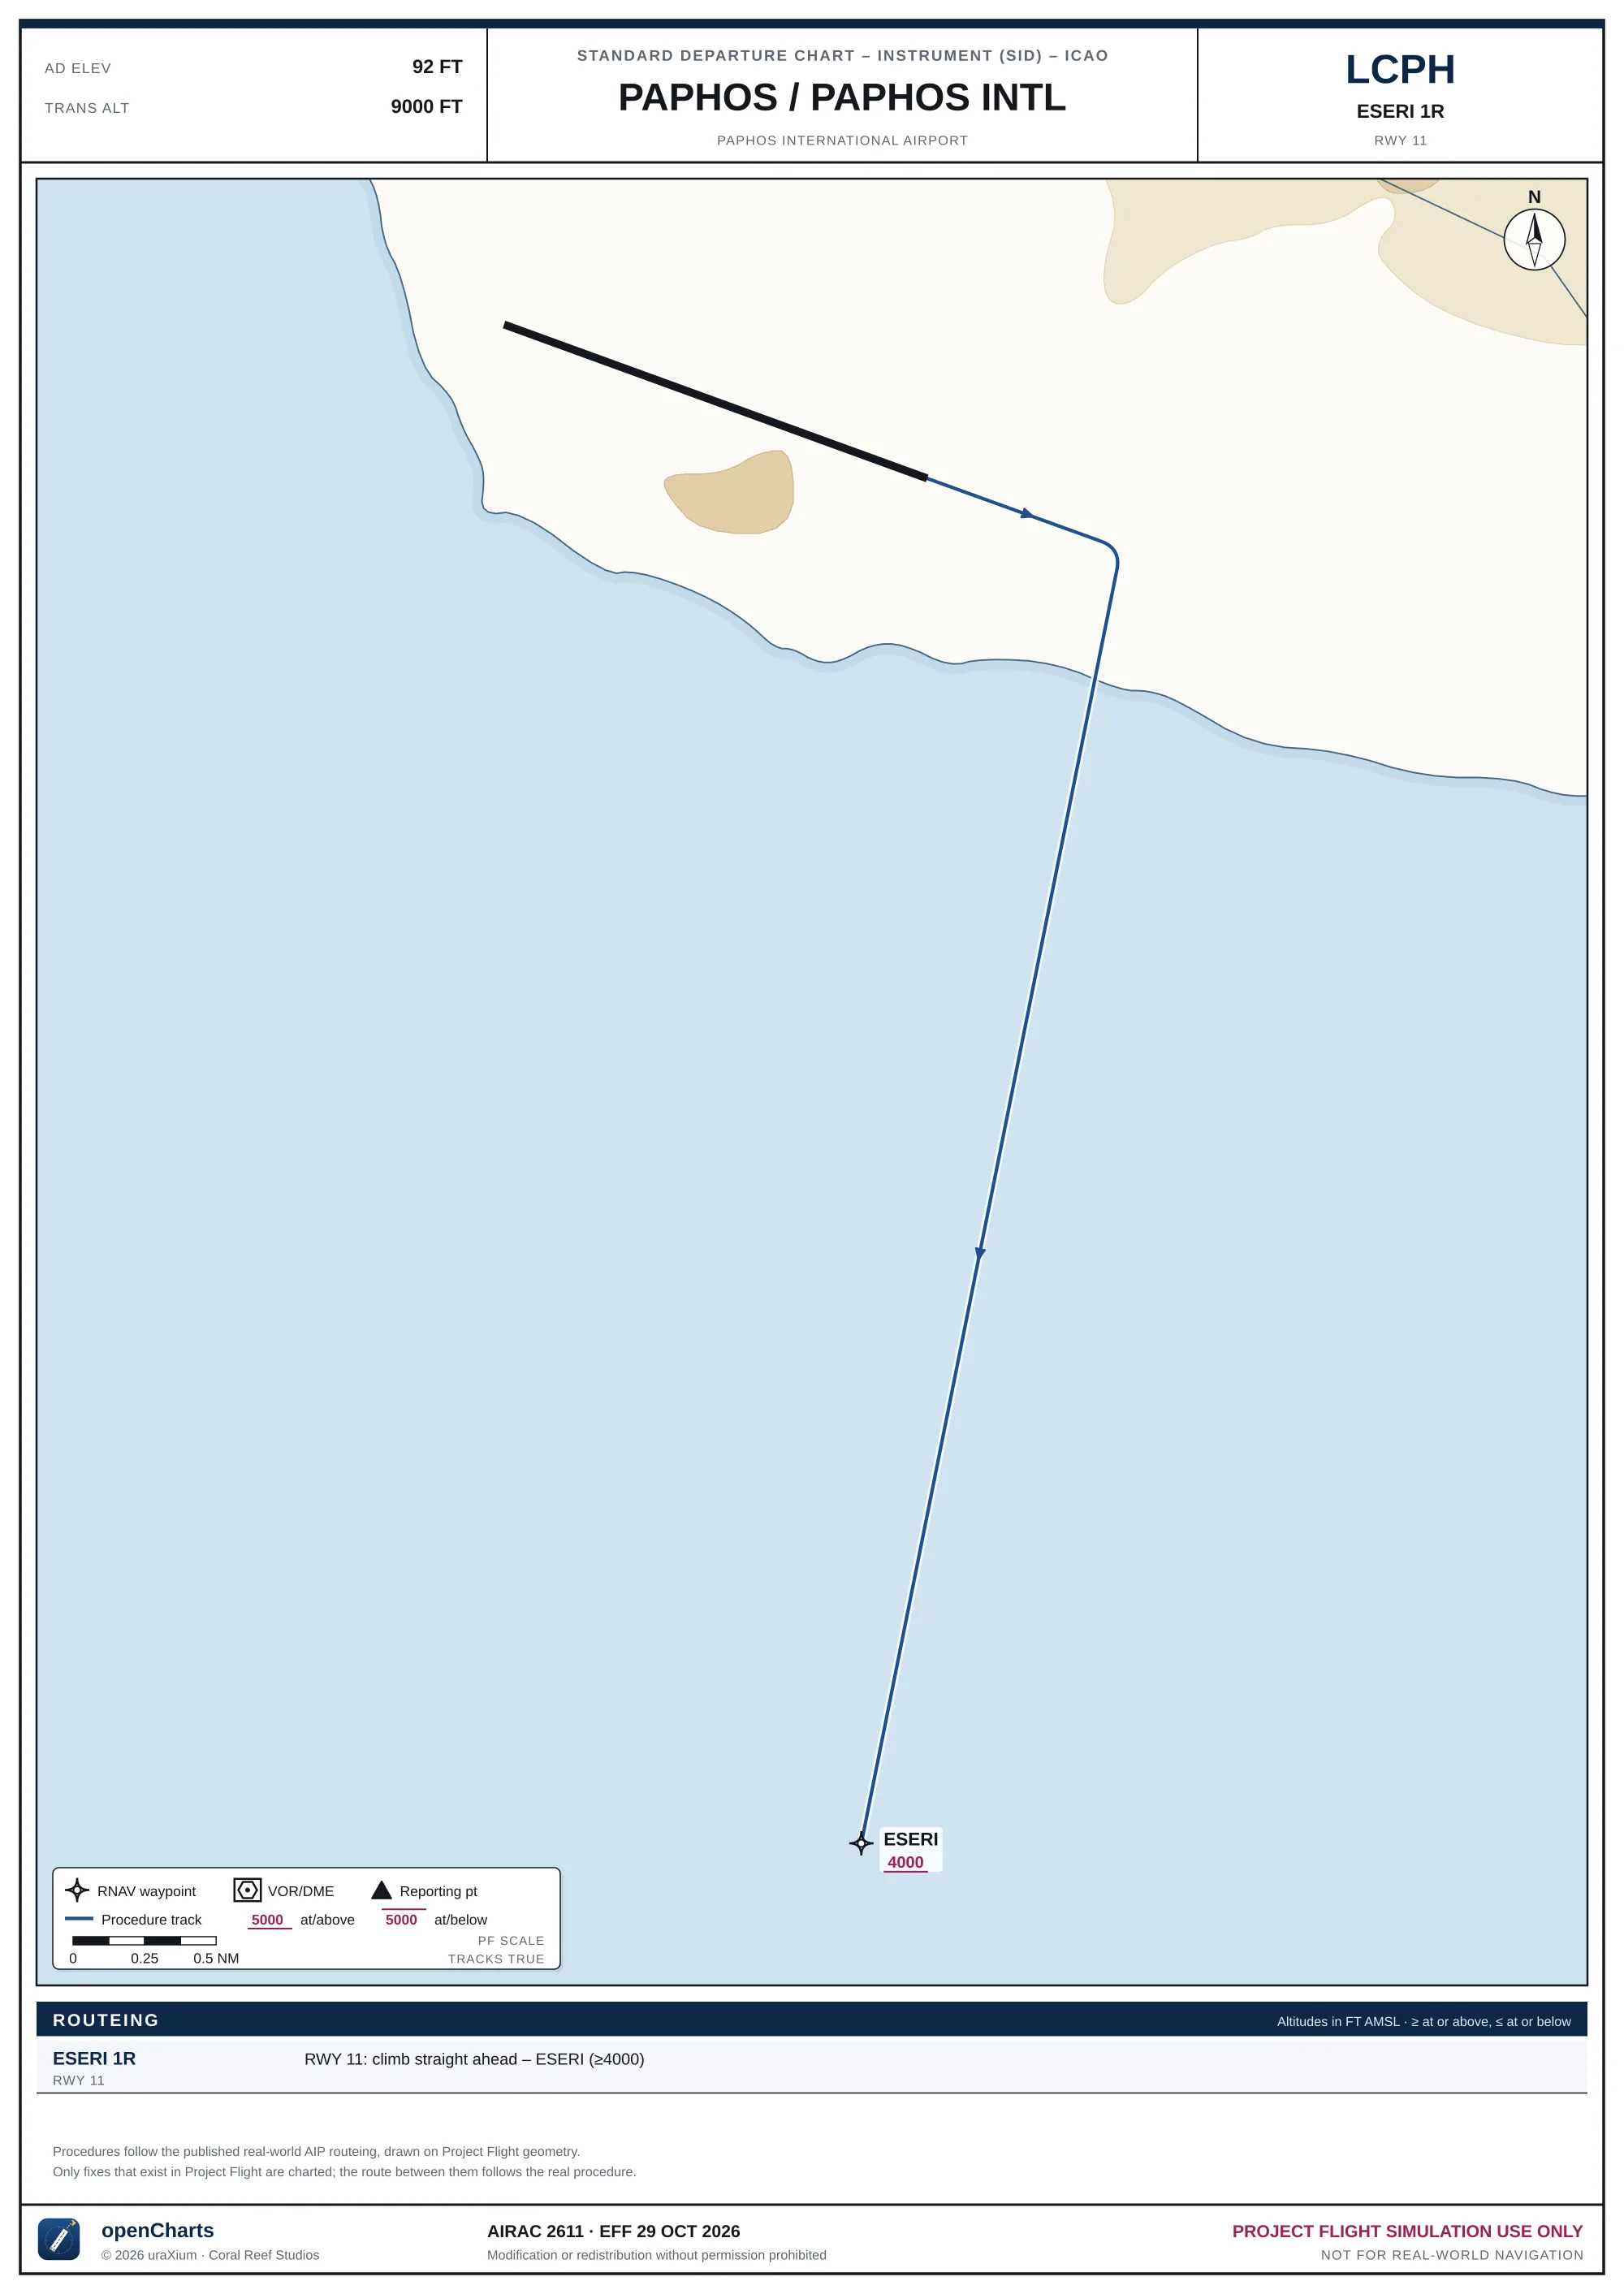 AD ELEV 92 FT
TRANS ALT 9000 FT
STANDARD DEPARTURE CHART – INSTRUMENT (SID) – ICAO
PAPHOS / PAPHOS INTL
PAPHOS INTERNATIONAL AIRPORT
LCPH
ESERI 1R
RWY 11
N
ESERI
4000
RNAV waypoint VOR/DME Reporting pt
Procedure track 5000 at/above 5000 at/below
PF SCALE
0 0.25 0.5 NM
TRACKS TRUE
ROUTEING
Altitudes in FT AMSL · ≥ at or above, ≤ at or below
ESERI 1R
RWY 11
RWY 11: climb straight ahead – ESERI (≥4000)
Procedures follow the published real-world AIP routeing, drawn on Project Flight geometry.
Only fixes that exist in Project Flight are charted; the route between them follows the real procedure.
openCharts
© 2026 uraXium · Coral Reef Studios
AIRAC 2611 · EFF 29 OCT 2026
Modification or redistribution without permission prohibited
PROJECT FLIGHT SIMULATION USE ONLY
NOT FOR REAL-WORLD NAVIGATION